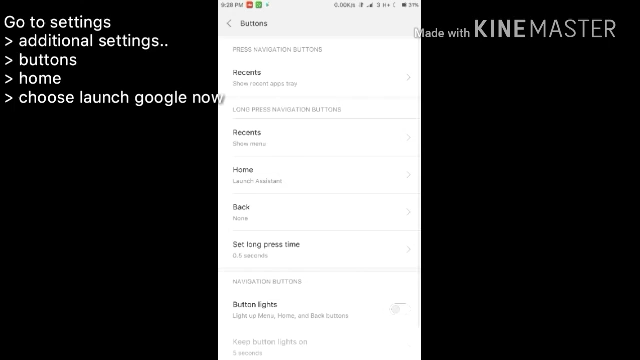 Go to settings
> additional settings..
> buttons
> home
> choose launch google now
Made with KINEMASTER
9:28 PM 0.00K/s H+ 31%
Buttons
PRESS NAVIGATION BUTTONS
Recents
Show recent apps tray
LONG PRESS NAVIGATION BUTTONS
Recents
Show menu
Home
Launch Assistant
Back
None
Set long press time
0.5 seconds
NAVIGATION BUTTONS
Button lights
Light up Menu, Home, and Back buttons
Keep button lights on
5 seconds